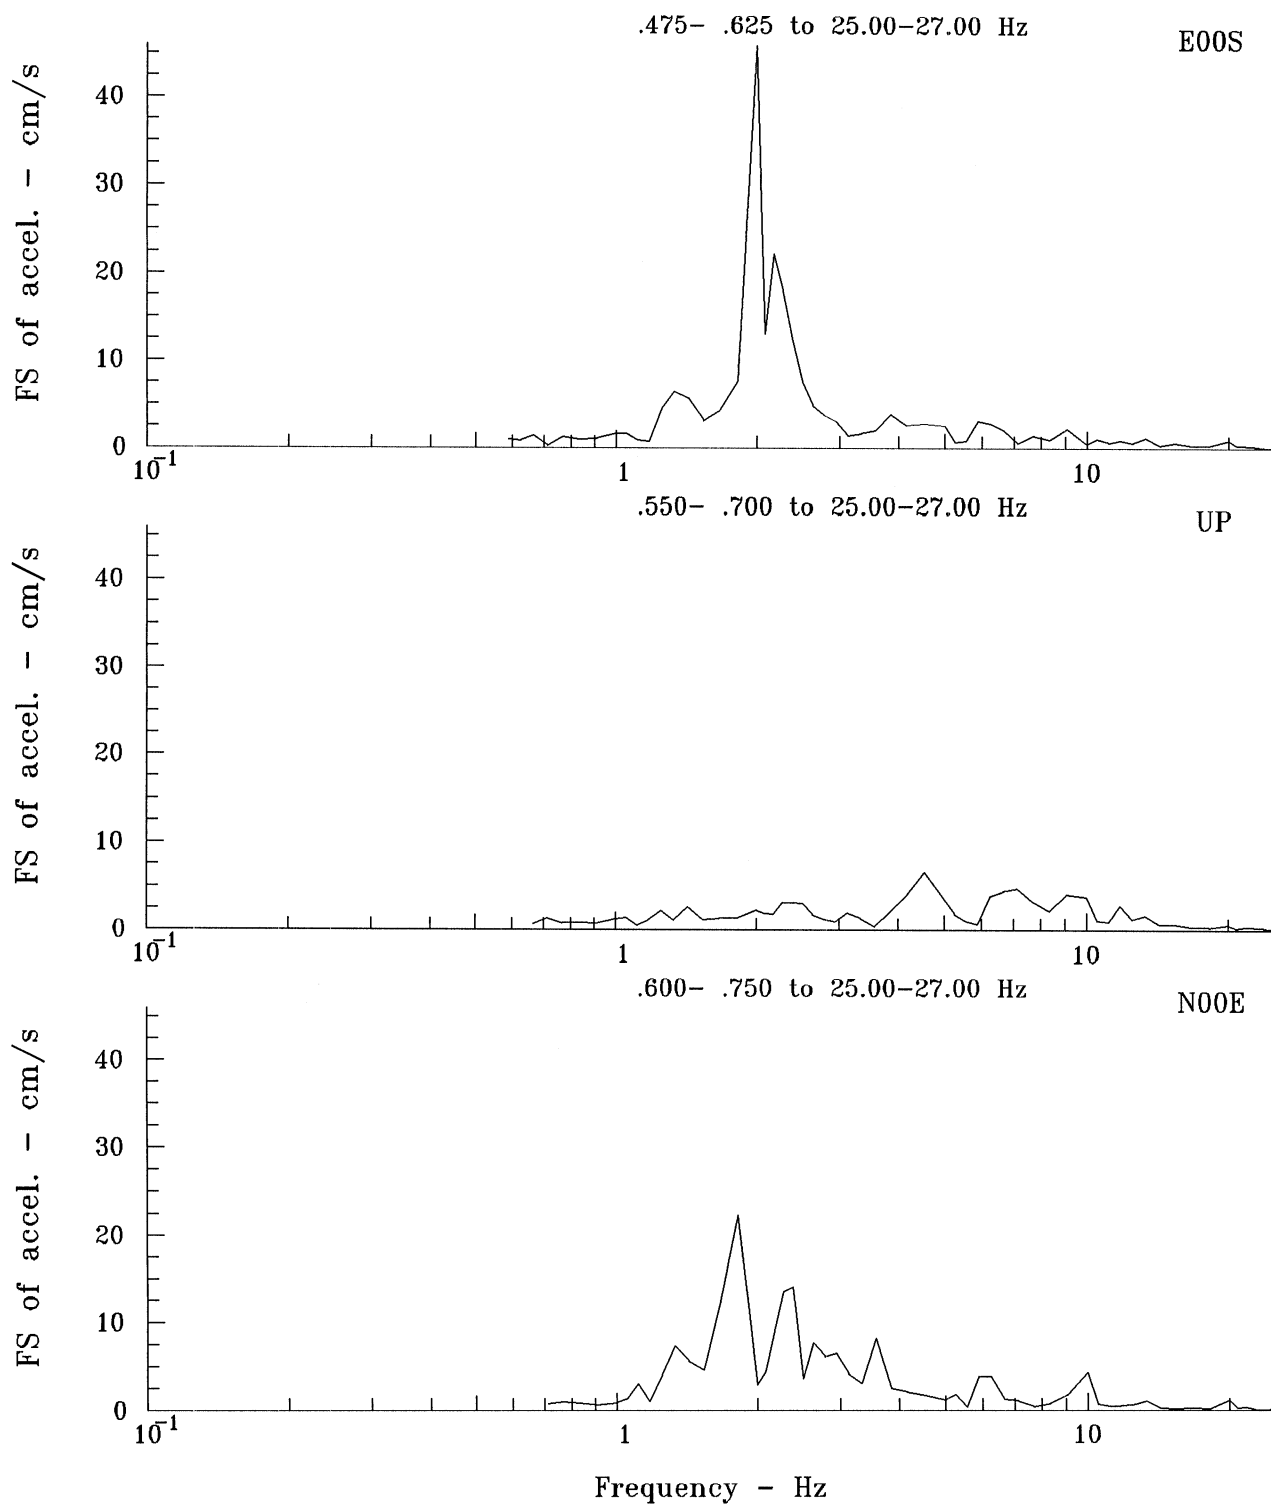 .475− .625 to 25.00−27.00 Hz
E00S
FS of accel. − cm/s
40
30
20
10
0
10⁻¹ 1 10
.550− .700 to 25.00−27.00 Hz
UP
FS of accel. − cm/s
40
30
20
10
0
10⁻¹ 1 10
.600− .750 to 25.00−27.00 Hz
N00E
FS of accel. − cm/s
40
30
20
10
0
10⁻¹ 1 10
Frequency − Hz